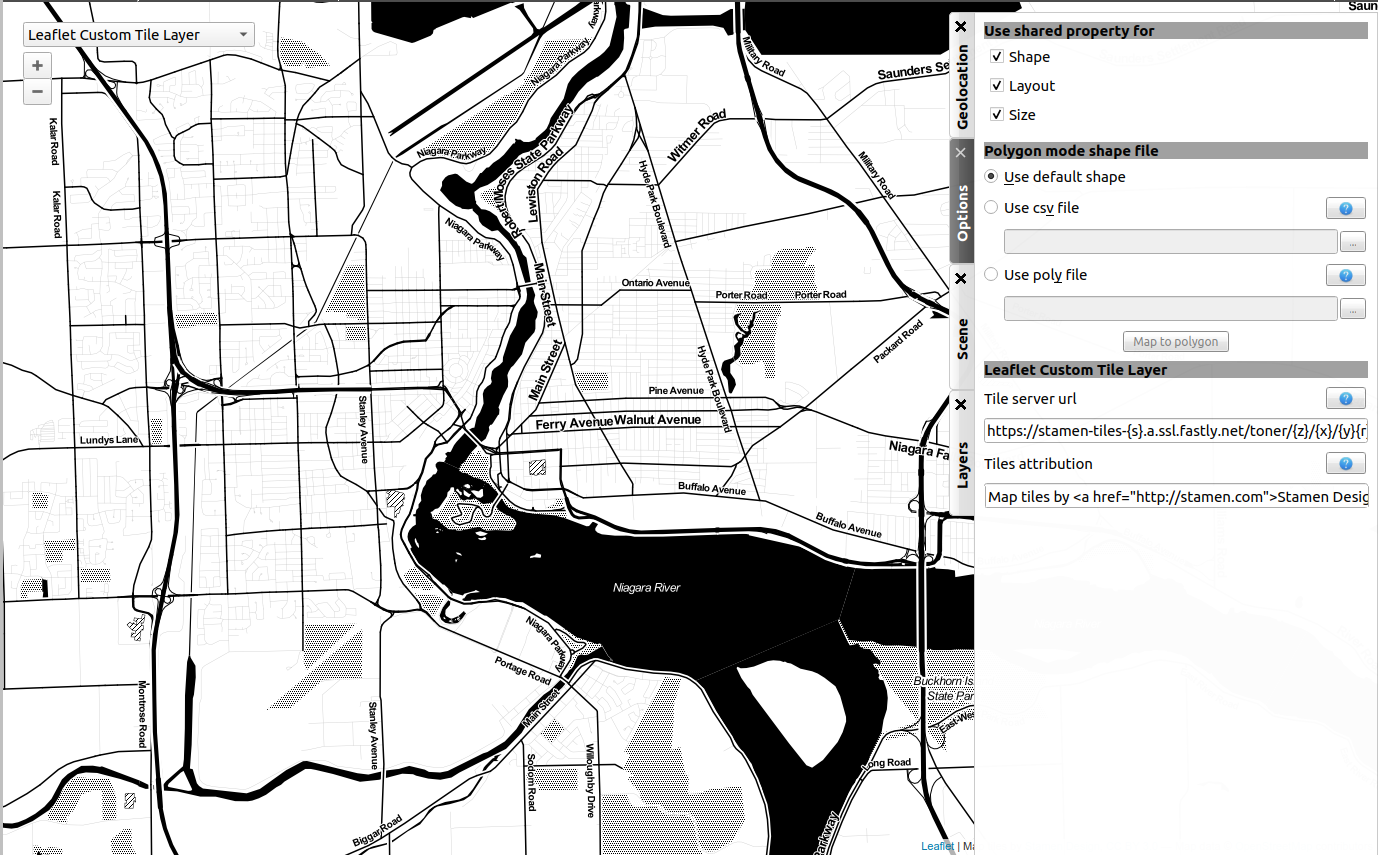 Leaflet Custom Tile Layer
+
−
Parkway
Niagara Parkway
Niagara Parkway
Robert Moses State Parkway
Lewiston Road
Niagara Parkway
Military Road
Saunders Se
Saun
Witmer Road
Military Road
Hyde Park Boulevard
Kalar Road
Kalar Road
Main Street
Ontario Avenue
Porter Road
Porter Road
Packard Road
Main Street
Hyde Park Boulevard
Pine Avenue
Ferry Avenue
Walnut Avenue
Stanley Avenue
Lundys Lane
Niagara Fa
Buffalo Avenue
Buffalo Avenue
Niagara River
Niagara Parkway
Portage Road
Main Street
Montrose Road
Stanley Avenue
Sodom Road
Willoughby Drive
Biggar Road
Buckhorn Is
State Par
East-Wes
Long Road
arkway
Leaflet | Ma
Geolocation
Options
Scene
Layers
Use shared property for
Shape
Layout
Size
Polygon mode shape file
Use default shape
Use csv file
?
...
Use poly file
?
...
Map to polygon
Leaflet Custom Tile Layer
Tile server url
?
https://stamen-tiles-{s}.a.ssl.fastly.net/toner/{z}/{x}/{y}{r
Tiles attribution
?
Map tiles by <a href="http://stamen.com">Stamen Desig